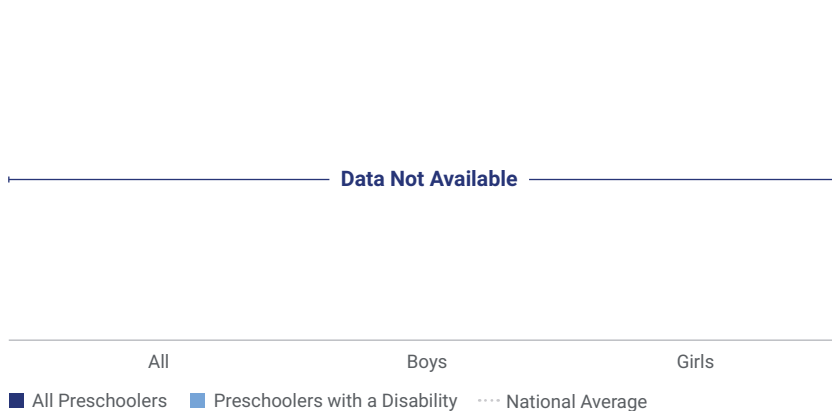 Data Not Available
All Boys Girls
All Preschoolers Preschoolers with a Disability National Average